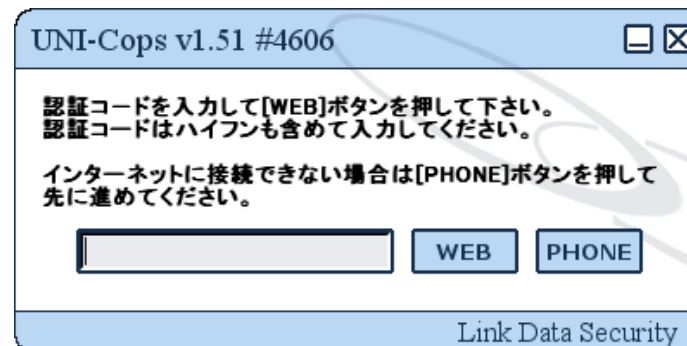 UNI-Cops v1.51 #4606
認証コードを入力して[WEB]ボタンを押して下さい。
認証コードはハイフンも含めて入力してください。
インターネットに接続できない場合は[PHONE]ボタンを押して
先に進めてください。
WEB PHONE
Link Data Security